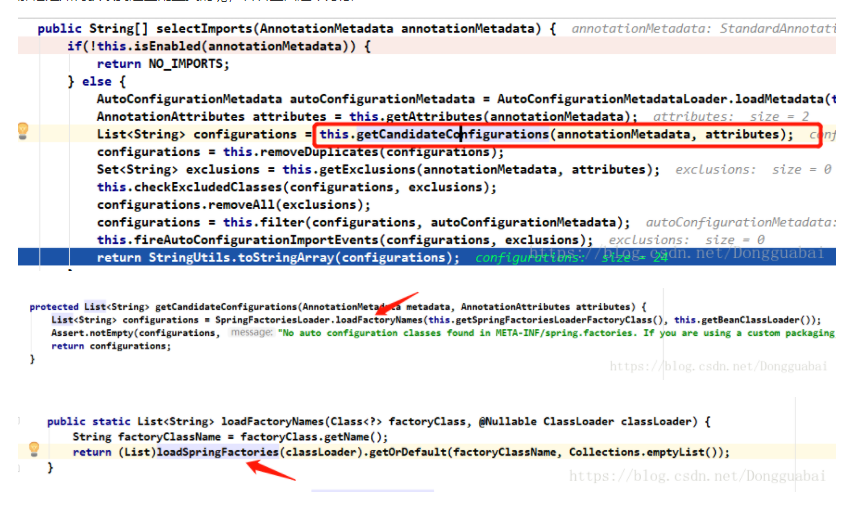 public String[] selectImports(AnnotationMetadata annotationMetadata) { annotationMetadata: StandardAnnotati
if(!this.isEnabled(annotationMetadata)) {
return NO_IMPORTS;
} else {
AutoConfigurationMetadata autoConfigurationMetadata = AutoConfigurationMetadataLoader.loadMetadata(t
AnnotationAttributes attributes = this.getAttributes(annotationMetadata); attributes: size = 2
List<String> configurations = this.getCandidateConfigurations(annotationMetadata, attributes); conf
configurations = this.removeDuplicates(configurations);
Set<String> exclusions = this.getExclusions(annotationMetadata, attributes); exclusions: size = 0
this.checkExcludedClasses(configurations, exclusions);
configurations.removeAll(exclusions);
configurations = this.filter(configurations, autoConfigurationMetadata); autoConfigurationMetadata:
this.fireAutoConfigurationImportEvents(configurations, exclusions); exclusions: size = 0
return StringUtils.toStringArray(configurations); configurations: size = 24
https://blog.csdn.net/Dongguabai
protected List<String> getCandidateConfigurations(AnnotationMetadata metadata, AnnotationAttributes attributes) {
List<String> configurations = SpringFactoriesLoader.loadFactoryNames(this.getSpringFactoriesLoaderFactoryClass(), this.getBeanClassLoader());
Assert.notEmpty(configurations, message: "No auto configuration classes found in META-INF/spring.factories. If you are using a custom packaging
return configurations;
}
https://blog.csdn.net/Dongguabai
public static List<String> loadFactoryNames(Class<?> factoryClass, @Nullable ClassLoader classLoader) {
String factoryClassName = factoryClass.getName();
return (List)loadSpringFactories(classLoader).getOrDefault(factoryClassName, Collections.emptyList());
}
https://blog.csdn.net/Dongguabai